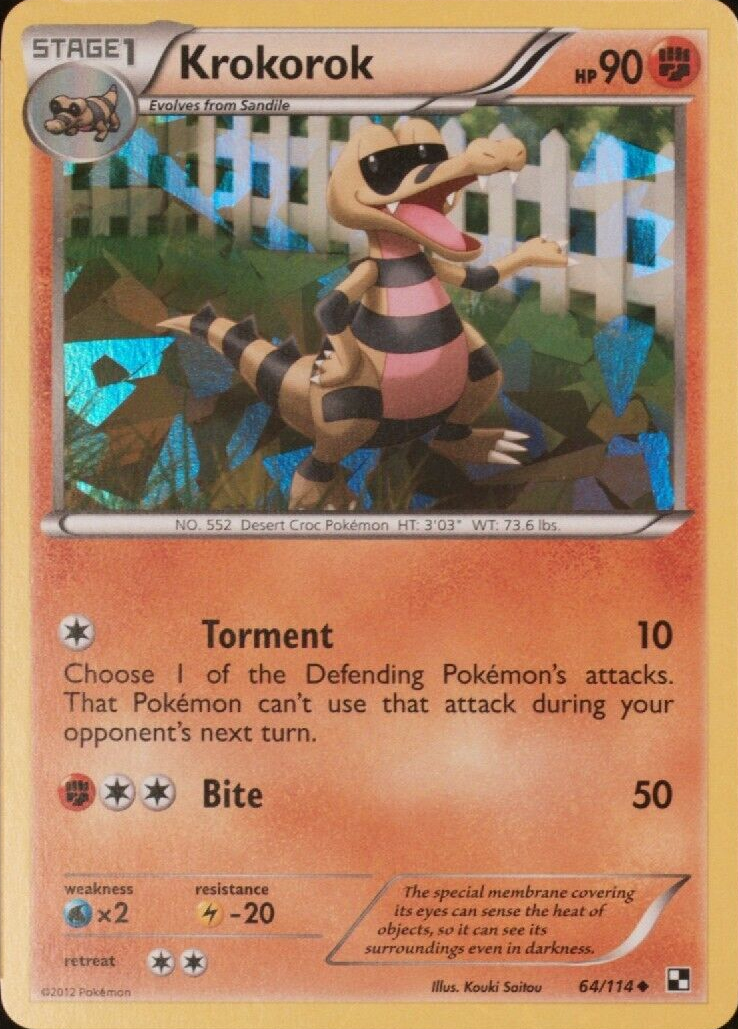 STAGE1
Krokorok
HP 90
Evolves from Sandile
NO. 552 Desert Croc Pokémon HT: 3'03" WT: 73.6 lbs.
Torment 10
Choose 1 of the Defending Pokémon's attacks.
That Pokémon can't use that attack during your
opponent's next turn.
Bite 50
weakness
×2
resistance
-20
retreat
The special membrane covering
its eyes can sense the heat of
objects, so it can see its
surroundings even in darkness.
©2012 Pokémon
Illus. Kouki Saitou
64/114